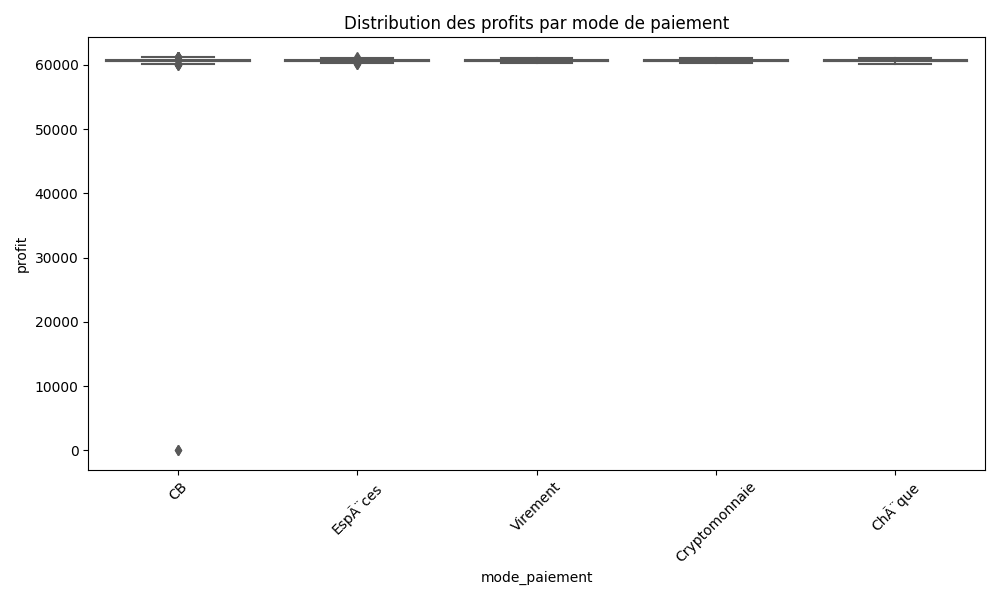 Distribution des profits par mode de paiement
profit
60000
50000
40000
30000
20000
10000
0
CB
EspÃ¨ces
Virement
Cryptomonnaie
ChÃ¨que
mode_paiement